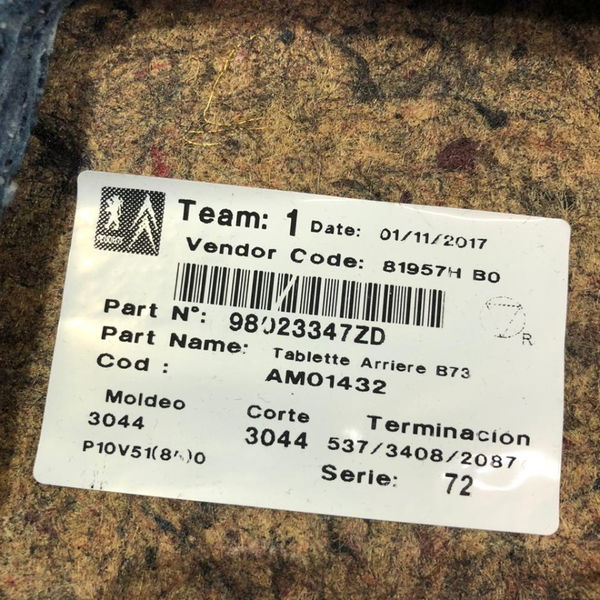 Team: 1 Date: 01/11/2017
Vendor Code: 81957H B0
Part N°: 98023347ZD
Part Name: Tablette Arriere B73
Cod : AM01432
Moldeo Corte Terminacion
3044 3044 537/3408/2087
Serie: 72
R